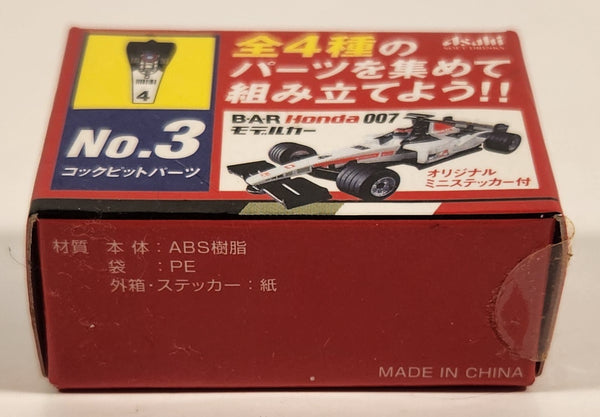 4
No.3
コックピットパーツ
全4種の
パーツを集めて
組み立てよう!!
B・A・R Honda 007
モデルカー
オリジナル
ミニステッカー付
Asahi
SOFT DRINKS
材質 本体：ABS樹脂
袋：PE
外箱・ステッカー：紙
MADE IN CHINA